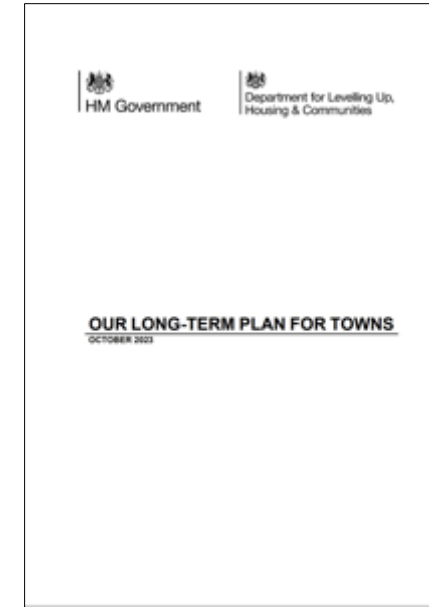 HM Government
Department for Levelling Up,
Housing & Communities
OUR LONG-TERM PLAN FOR TOWNS
OCTOBER 2023